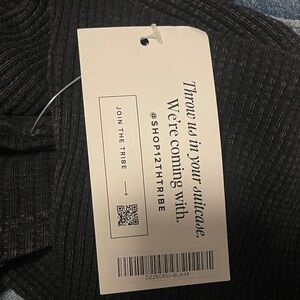 Throw us in your suitcase.
We're coming with.
@SHOP12THTRIBE
JOIN THE TRIBE →